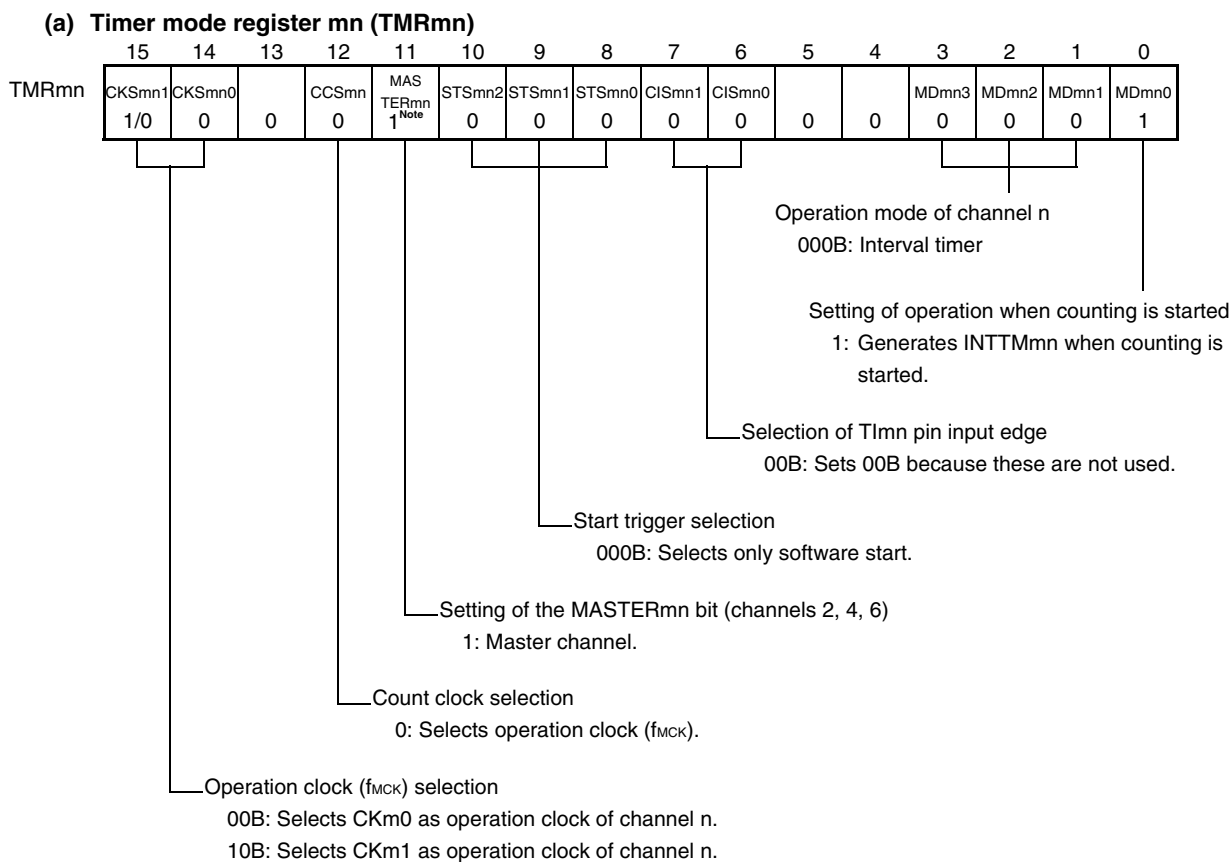 (a) Timer mode register mn (TMRmn)
15 14 13 12 11 10 9 8 7 6 5 4 3 2 1 0
TMRmn CKSmn1 CKSmn0 CCSmn MAS TERmn STSmn2 STSmn1 STSmn0 CISmn1 CISmn0 MDmn3 MDmn2 MDmn1 MDmn0
1/0 0 0 0 1Note 0 0 0 0 0 0 0 0 0 0 1
Operation mode of channel n
000B: Interval timer
Setting of operation when counting is started
1: Generates INTTMmn when counting is
started.
Selection of TImn pin input edge
00B: Sets 00B because these are not used.
Start trigger selection
000B: Selects only software start.
Setting of the MASTERmn bit (channels 2, 4, 6)
1: Master channel.
Count clock selection
0: Selects operation clock (fMCK).
Operation clock (fMCK) selection
00B: Selects CKm0 as operation clock of channel n.
10B: Selects CKm1 as operation clock of channel n.